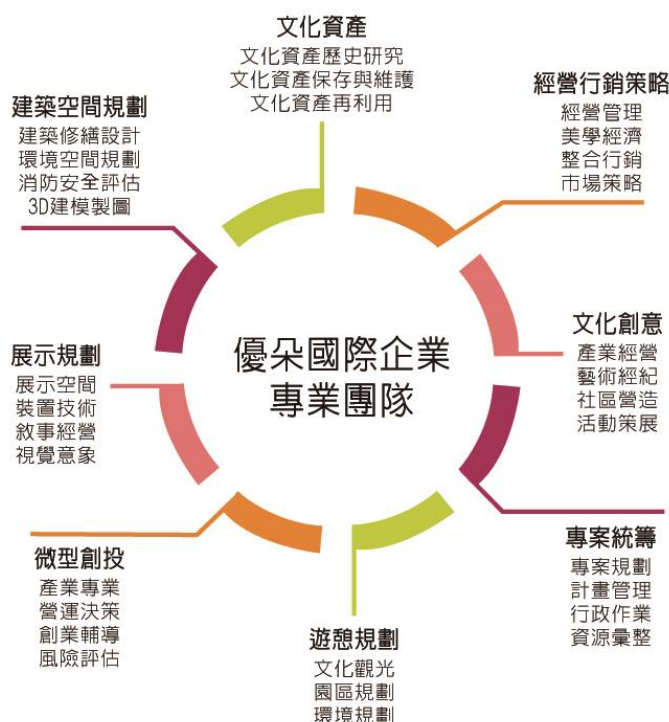 文化資產
文化資產歷史研究
文化資產保存與維護
文化資產再利用
經營行銷策略
經營管理
美學經濟
整合行銷
市場策略
文化創意
產業經營
藝術經紀
社區營造
活動策展
專案統籌
專案規劃
計畫管理
行政作業
資源彙整
遊憩規劃
文化觀光
園區規劃
環境規劃
微型創投
產業專業
營運決策
創業輔導
風險評估
展示規劃
展示空間
裝置技術
敘事經營
視覺意象
建築空間規劃
建築修繕設計
環境空間規劃
消防安全評估
3D建模製圖
優朵國際企業
專業團隊